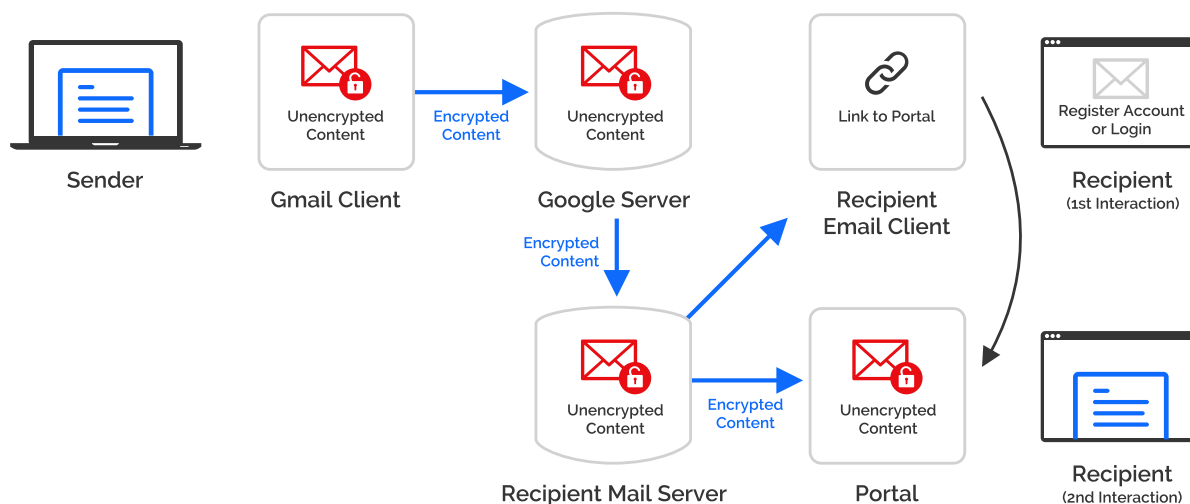 Sender
Unencrypted
Content
Gmail Client
Encrypted
Content
Unencrypted
Content
Google Server
Link to Portal
Recipient
Email Client
Register Account
or Login
Recipient
(1st Interaction)
Encrypted
Content
Unencrypted
Content
Recipient Mail Server
Encrypted
Content
Unencrypted
Content
Portal
Recipient
(2nd Interaction)